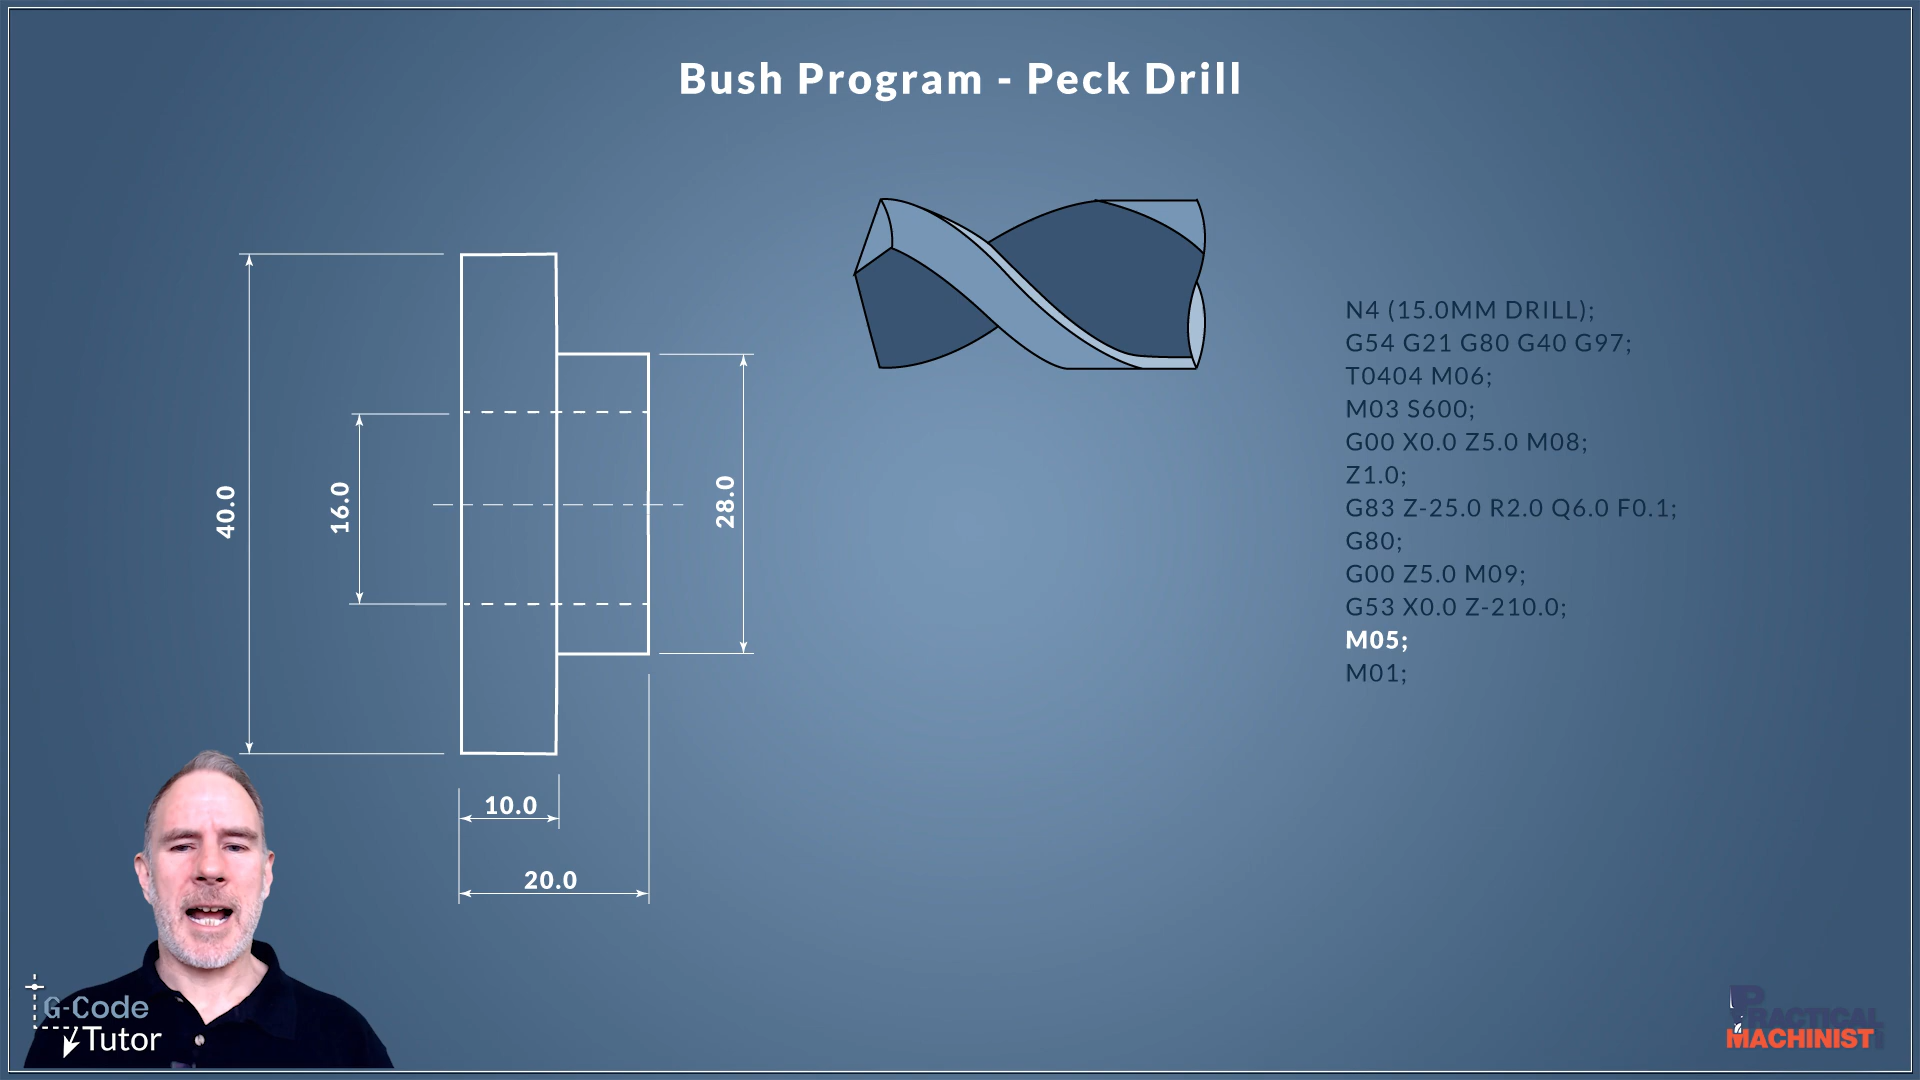 Bush Program - Peck Drill
N4 (15.0MM DRILL);
G54 G21 G80 G40 G97;
T0404 M06;
M03 S600;
G00 X0.0 Z5.0 M08;
Z1.0;
G83 Z-25.0 R2.0 Q6.0 F0.1;
G80;
G00 Z5.0 M09;
G53 X0.0 Z-210.0;
M05;
M01;
40.0
16.0
28.0
10.0
20.0
G-Code
Tutor
PRACTICAL
MACHINIST